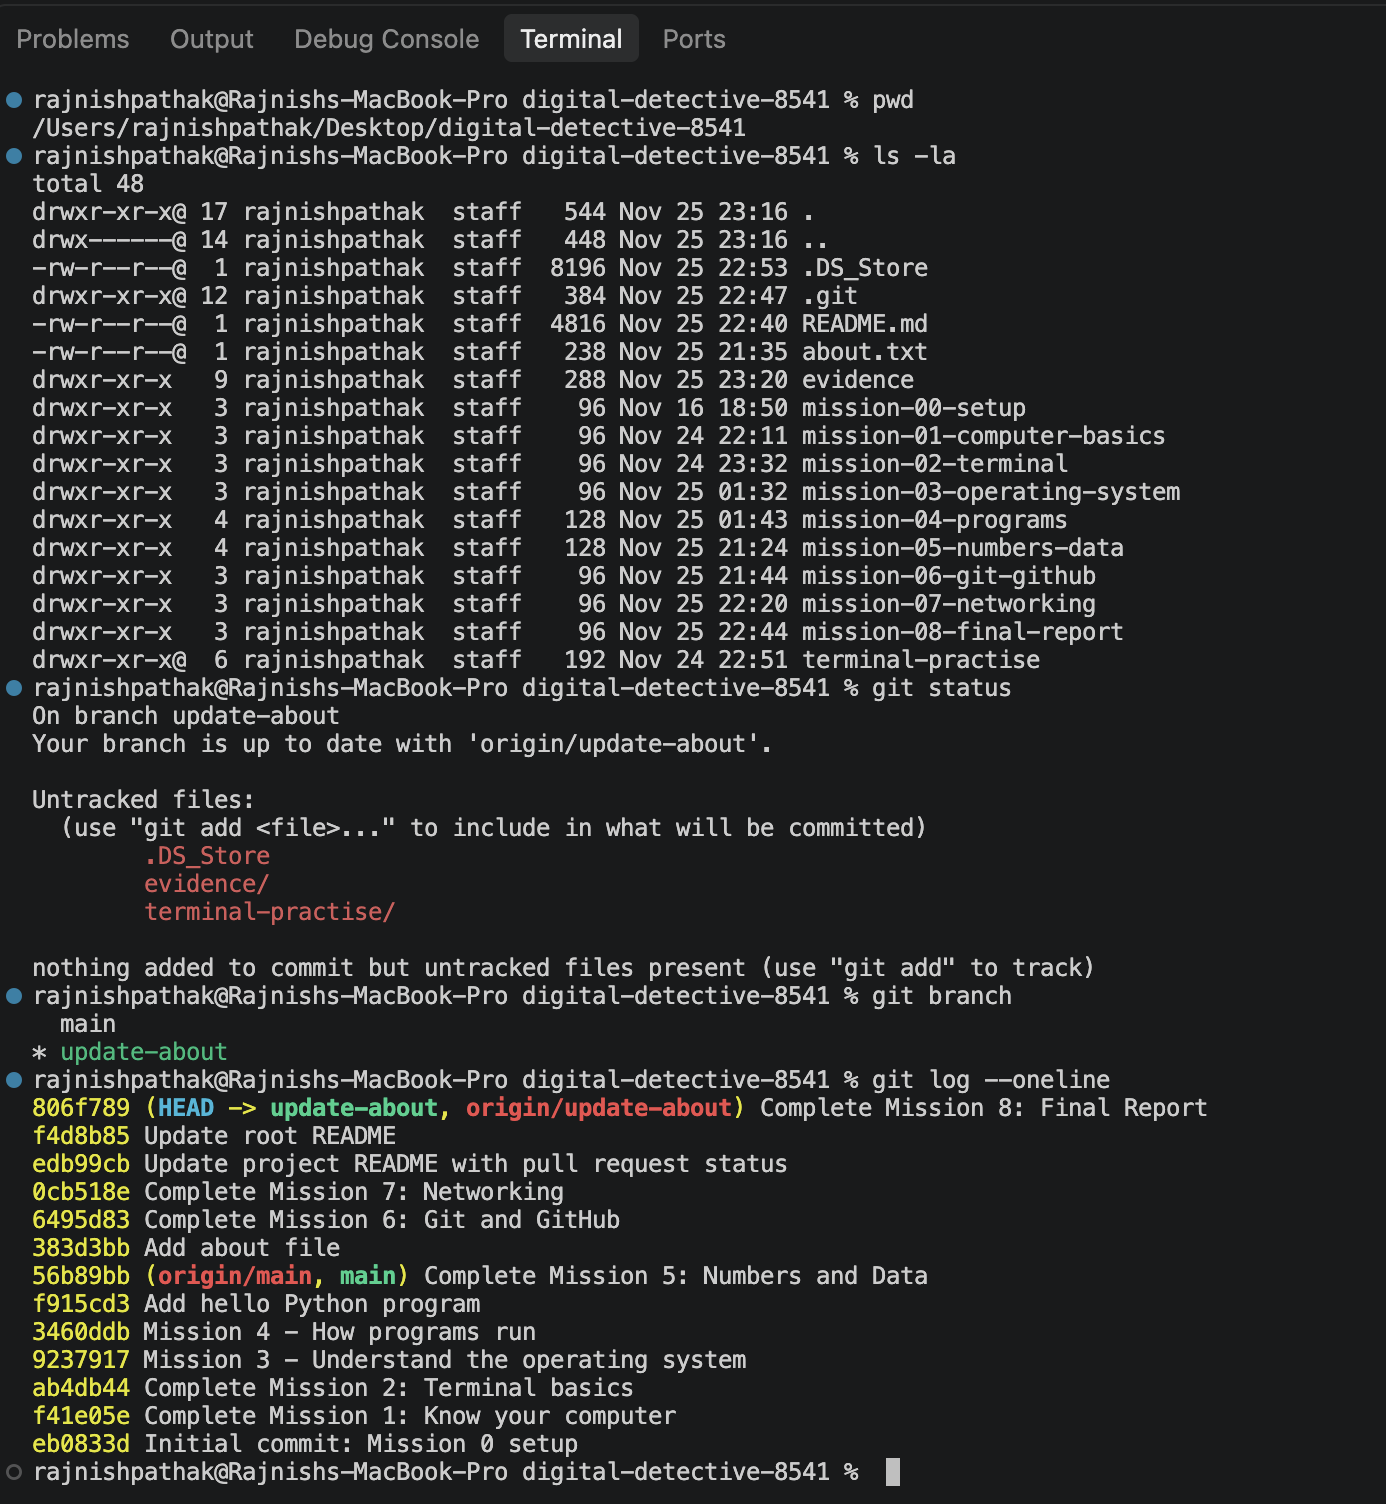 Problems Output Debug Console Terminal Ports
rajnishpathak@Rajnishs-MacBook-Pro digital-detective-8541 % pwd
/Users/rajnishpathak/Desktop/digital-detective-8541
rajnishpathak@Rajnishs-MacBook-Pro digital-detective-8541 % ls -la
total 48
drwxr-xr-x@ 17 rajnishpathak  staff   544 Nov 25 23:16 .
drwx------@ 14 rajnishpathak  staff   448 Nov 25 23:16 ..
-rw-r--r--@  1 rajnishpathak  staff  8196 Nov 25 22:53 .DS_Store
drwxr-xr-x@ 12 rajnishpathak  staff   384 Nov 25 22:47 .git
-rw-r--r--@  1 rajnishpathak  staff  4816 Nov 25 22:40 README.md
-rw-r--r--@  1 rajnishpathak  staff   238 Nov 25 21:35 about.txt
drwxr-xr-x   9 rajnishpathak  staff   288 Nov 25 23:20 evidence
drwxr-xr-x   3 rajnishpathak  staff    96 Nov 16 18:50 mission-00-setup
drwxr-xr-x   3 rajnishpathak  staff    96 Nov 24 22:11 mission-01-computer-basics
drwxr-xr-x   3 rajnishpathak  staff    96 Nov 24 23:32 mission-02-terminal
drwxr-xr-x   3 rajnishpathak  staff    96 Nov 25 01:32 mission-03-operating-system
drwxr-xr-x   4 rajnishpathak  staff   128 Nov 25 01:43 mission-04-programs
drwxr-xr-x   4 rajnishpathak  staff   128 Nov 25 21:24 mission-05-numbers-data
drwxr-xr-x   3 rajnishpathak  staff    96 Nov 25 21:44 mission-06-git-github
drwxr-xr-x   3 rajnishpathak  staff    96 Nov 25 22:20 mission-07-networking
drwxr-xr-x   3 rajnishpathak  staff    96 Nov 25 22:44 mission-08-final-report
drwxr-xr-x@  6 rajnishpathak  staff   192 Nov 24 22:51 terminal-practise
rajnishpathak@Rajnishs-MacBook-Pro digital-detective-8541 % git status
On branch update-about
Your branch is up to date with 'origin/update-about'.
Untracked files:
  (use "git add <file>..." to include in what will be committed)
        .DS_Store
        evidence/
        terminal-practise/
nothing added to commit but untracked files present (use "git add" to track)
rajnishpathak@Rajnishs-MacBook-Pro digital-detective-8541 % git branch
  main
* update-about
rajnishpathak@Rajnishs-MacBook-Pro digital-detective-8541 % git log --oneline
806f789 (HEAD -> update-about, origin/update-about) Complete Mission 8: Final Report
f4d8b85 Update root README
edb99cb Update project README with pull request status
0cb518e Complete Mission 7: Networking
6495d83 Complete Mission 6: Git and GitHub
383d3bb Add about file
56b89bb (origin/main, main) Complete Mission 5: Numbers and Data
f915cd3 Add hello Python program
3460ddb Mission 4 - How programs run
9237917 Mission 3 - Understand the operating system
ab4db44 Complete Mission 2: Terminal basics
f41e05e Complete Mission 1: Know your computer
eb0833d Initial commit: Mission 0 setup
rajnishpathak@Rajnishs-MacBook-Pro digital-detective-8541 %